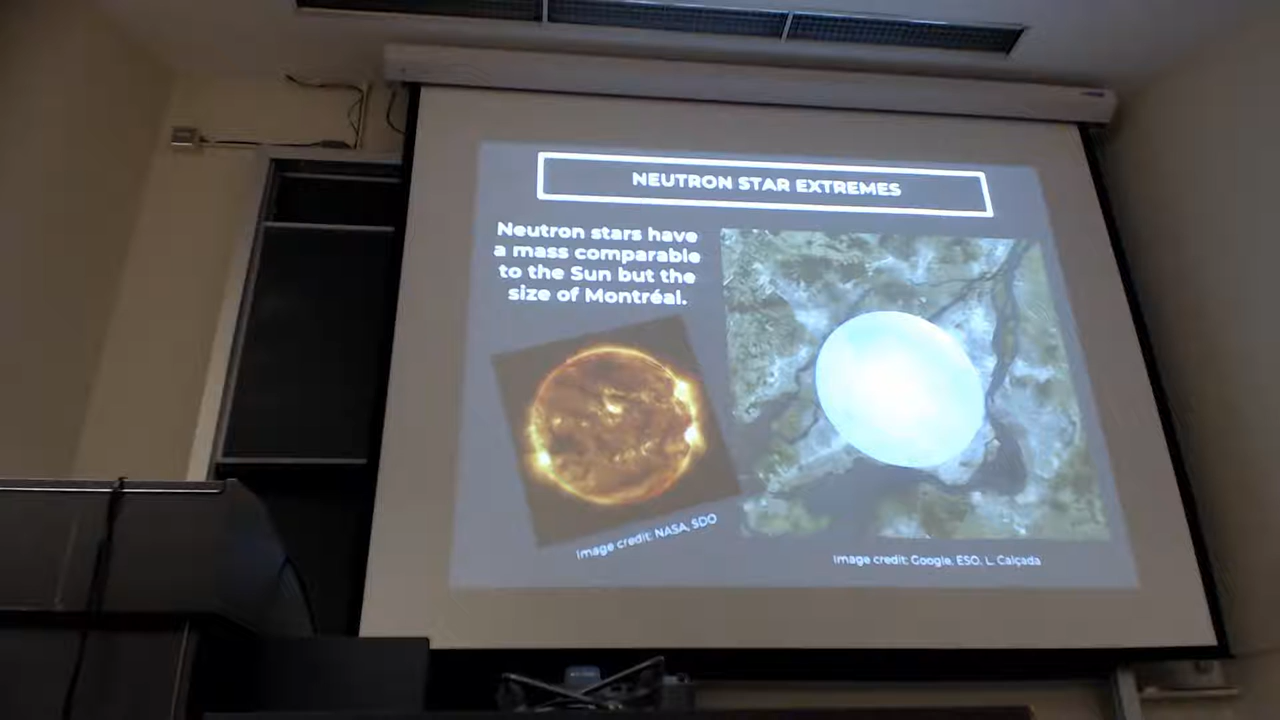 NEUTRON STAR EXTREMES
Neutron stars have
a mass comparable
to the Sun but the
size of Montréal.
Image credit: NASA, SDO
Image credit: Google, ESO, L. Calçada